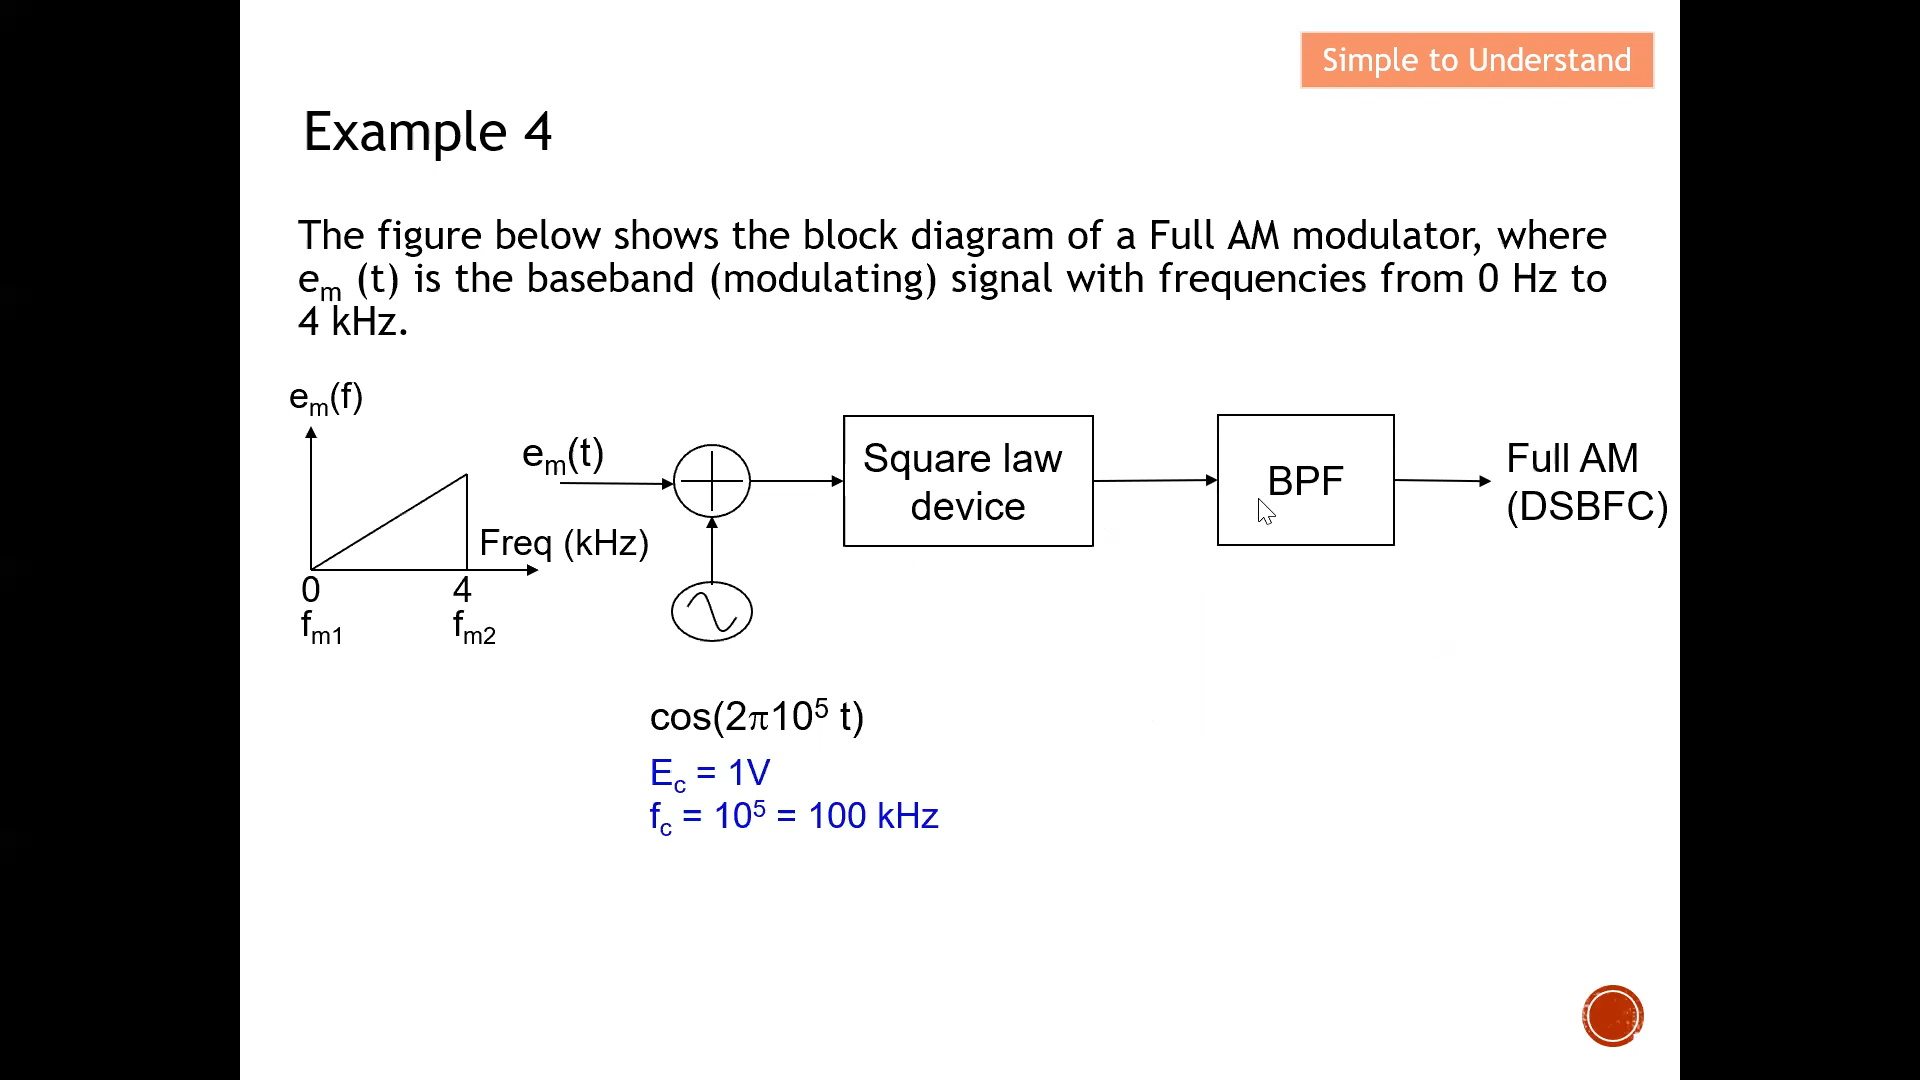 Simple to Understand
Example 4
The figure below shows the block diagram of a Full AM modulator, where
eₘ (t) is the baseband (modulating) signal with frequencies from 0 Hz to
4 kHz.
eₘ(f)
eₘ(t)
Square law
device
BPF
Full AM
(DSBFC)
Freq (kHz)
0 4
fₘ₁ fₘ₂
cos(2π10⁵ t)
E꜀ = 1V
f꜀ = 10⁵ = 100 kHz